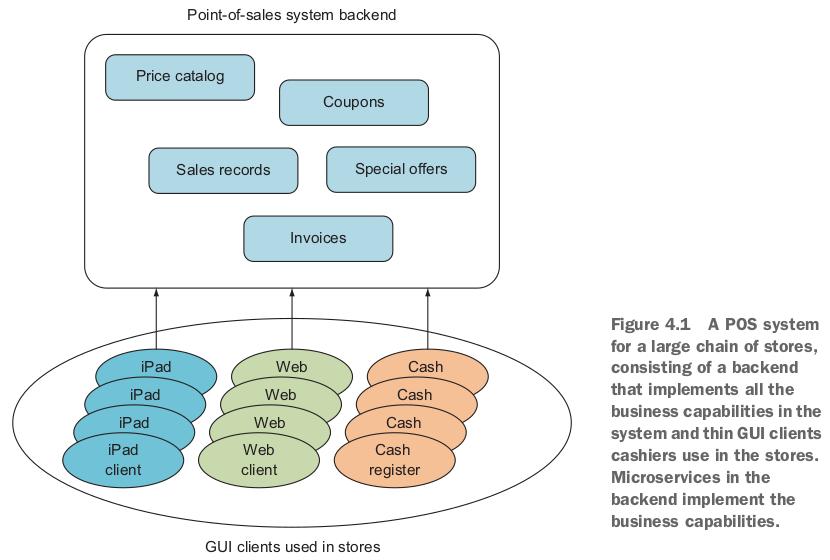 Point-of-sales system backend
Price catalog
Coupons
Sales records
Special offers
Invoices
iPad
iPad
iPad
iPad
client
Web
Web
Web
Web
client
Cash
Cash
Cash
Cash
register
GUI clients used in stores
Figure 4.1 A POS system
for a large chain of stores,
consisting of a backend
that implements all the
business capabilities in the
system and thin GUI clients
cashiers use in the stores.
Microservices in the
backend implement the
business capabilities.